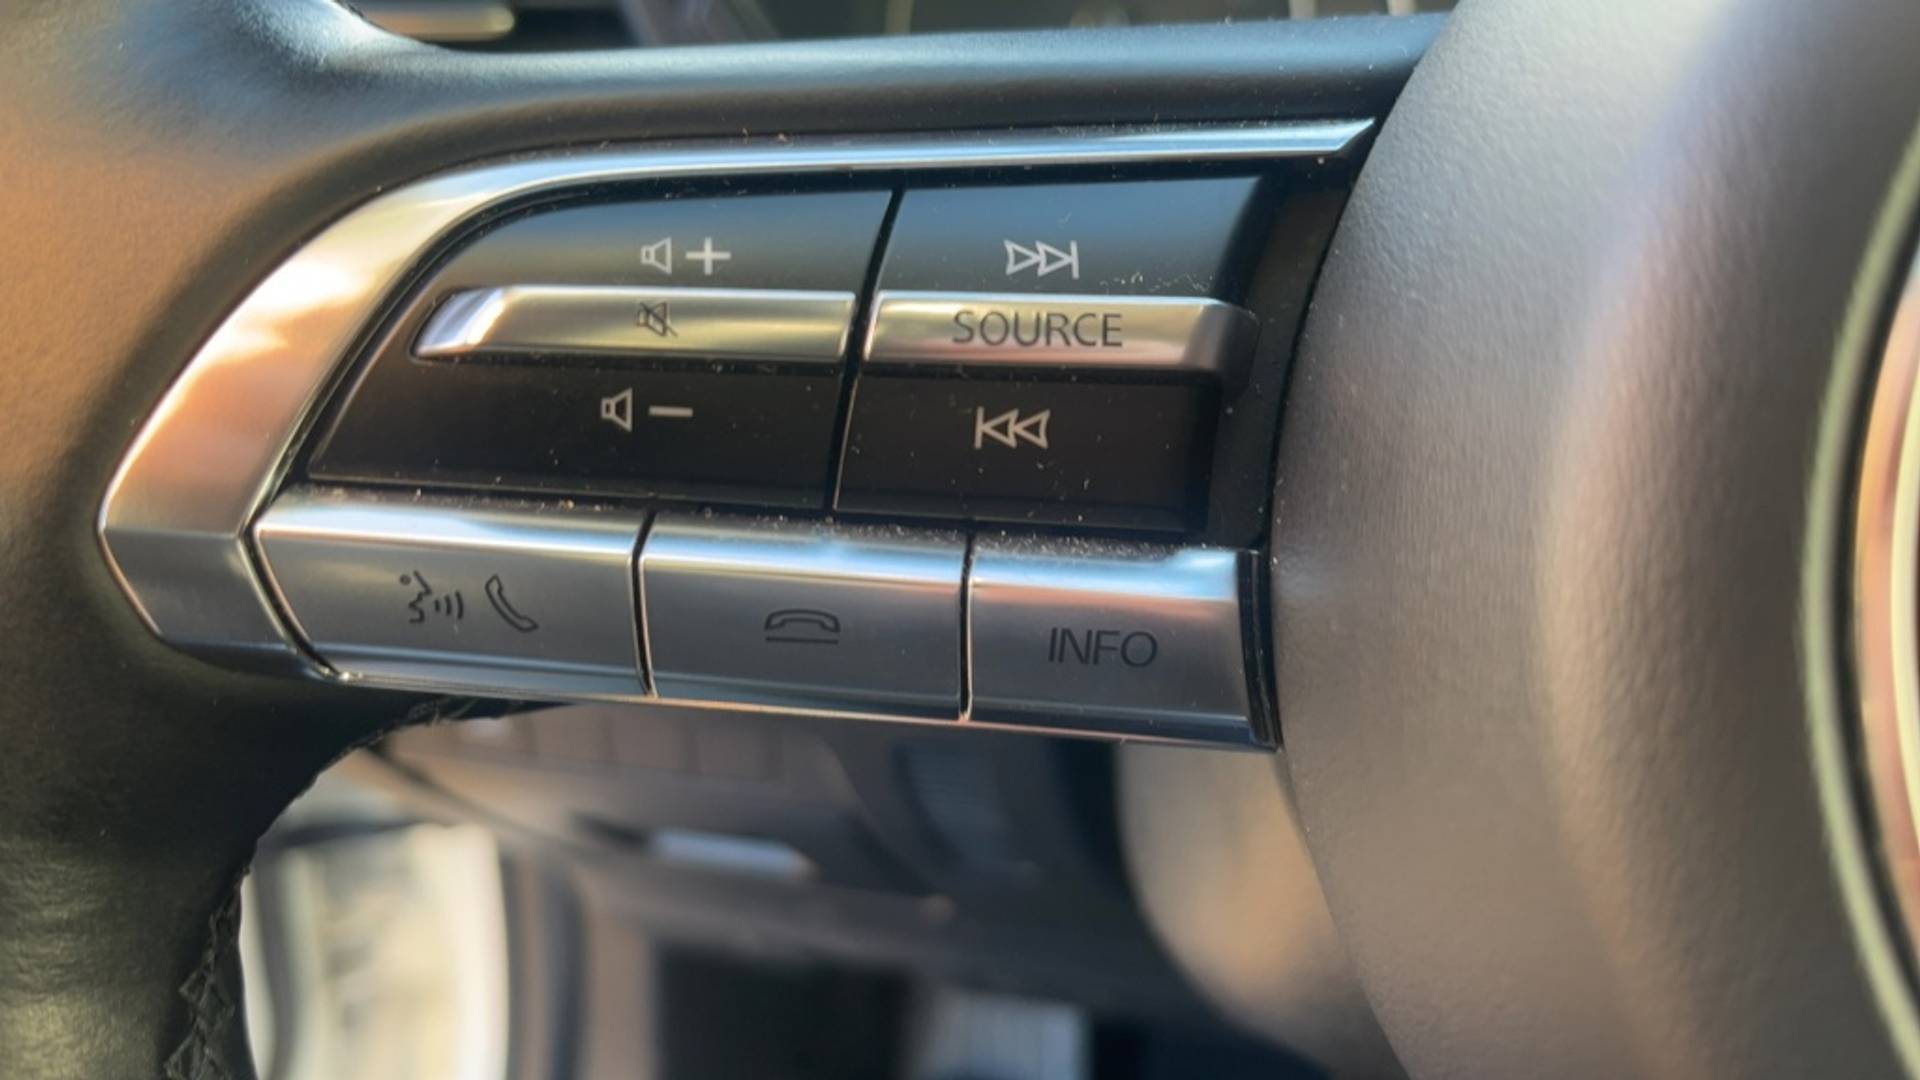 +
SOURCE
−
INFO